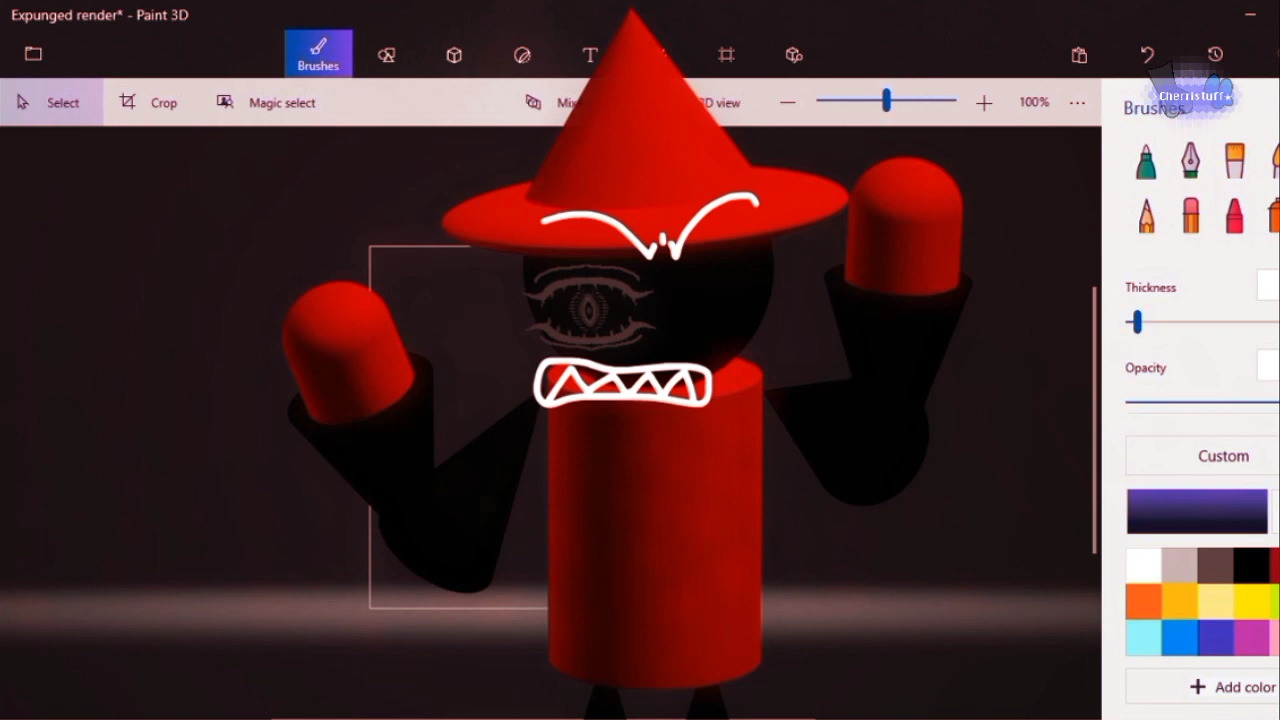 Expunged render* - Paint 3D
Brushes
T
Select
Crop
Magic select
Mix
3D view
100%
Cherristuff★
Brushes
Thickness
Opacity
Custom
Add color